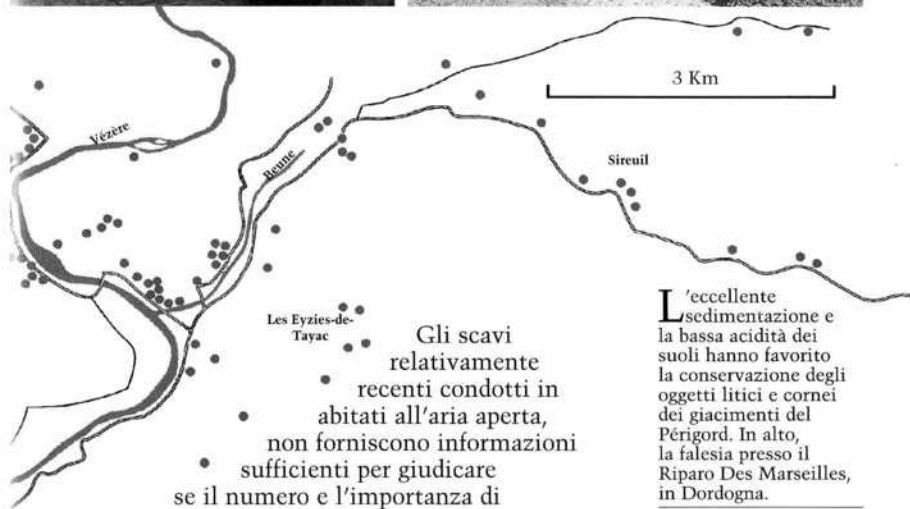 3 Km
Vézère
Beune
Sireuil
Les Eyzies-de-
Tayac
Gli scavi
relativamente
recenti condotti in
abitati all'aria aperta,
non forniscono informazioni
sufficienti per giudicare
se il numero e l'importanza di
L'eccellente
sedimentazione e
la bassa acidità dei
suoli hanno favorito
la conservazione degli
oggetti litici e cornei
dei giacimenti del
Périgord. In alto,
la falesia presso il
Riparo Des Marseilles,
in Dordogna.